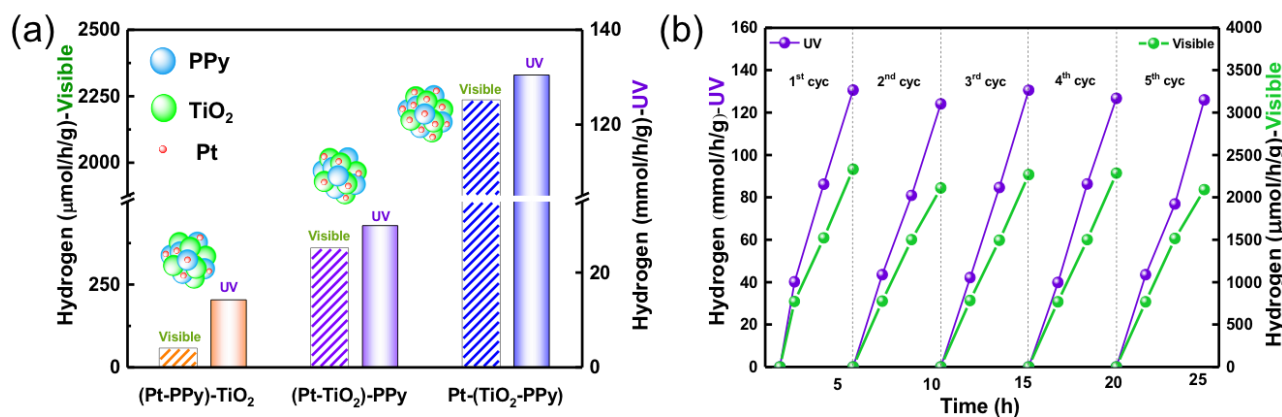 (a)
Hydrogen (μmol/h/g)-Visible
2500
2250
2000
250
0
PPy
TiO₂
Pt
Visible
UV
Visible
UV
Visible
UV
140
120
20
0
Hydrogen (mmol/h/g)-UV
(Pt-PPy)-TiO₂
(Pt-TiO₂)-PPy
Pt-(TiO₂-PPy)
(b)
Hydrogen (mmol/h/g)-UV
160
140
120
100
80
60
40
20
0
UV
Visible
1ˢᵗ cyc
2ⁿᵈ cyc
3ʳᵈ cyc
4ᵗʰ cyc
5ᵗʰ cyc
4000
3500
3000
2500
2000
1500
1000
500
0
Hydrogen (μmol/h/g)-Visible
5
10
15
20
25
Time (h)